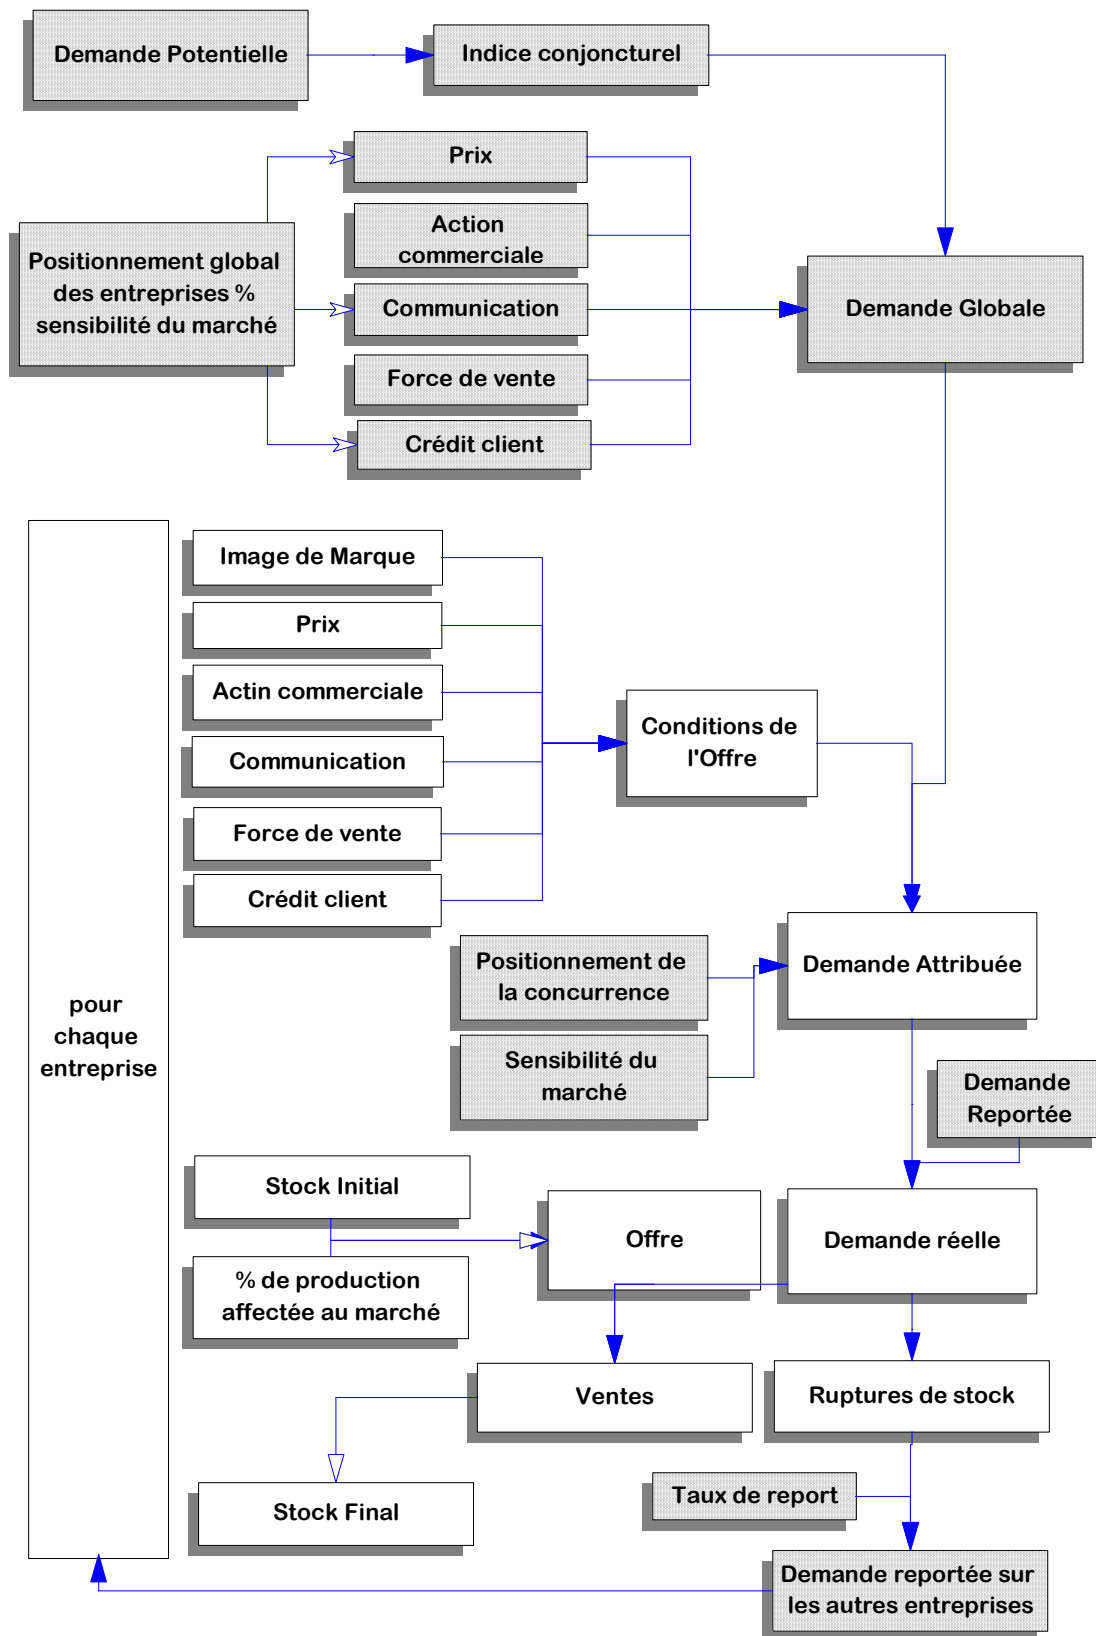 Demande Potentielle
Indice conjoncturel
Prix
Action
commerciale
Positionnement global
des entreprises %
sensibilité du marché
Communication
Demande Globale
Force de vente
Crédit client
Image de Marque
Prix
Actin commerciale
Conditions de
l'Offre
Communication
Force de vente
Crédit client
Positionnement de
la concurrence
Demande Attribuée
pour
chaque
entreprise
Sensibilité du
marché
Demande
Reportée
Stock Initial
Offre
Demande réelle
% de production
affectée au marché
Ventes
Ruptures de stock
Taux de report
Stock Final
Demande reportée sur
les autres entreprises